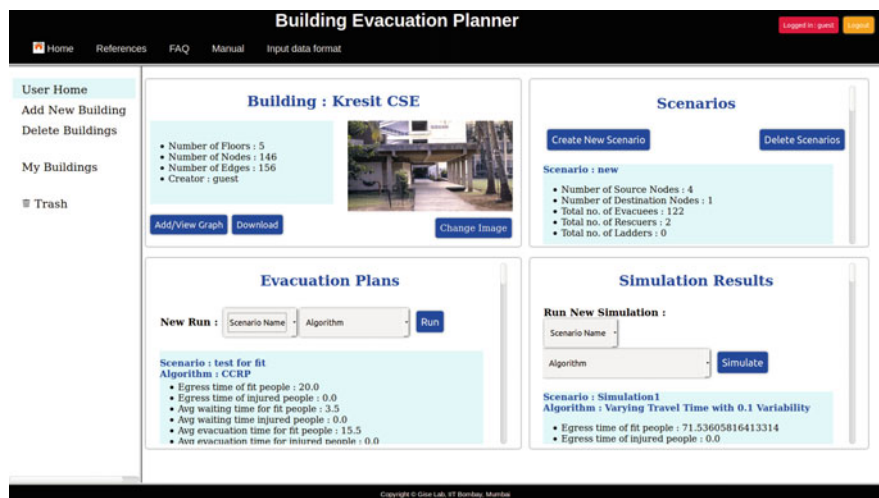 Building Evacuation Planner
Logged in : guest
Logout
Home
References
FAQ
Manual
Input data format
User Home
Add New Building
Delete Buildings
My Buildings
Trash
Building : Kresit CSE
• Number of Floors : 5
• Number of Nodes : 146
• Number of Edges : 156
• Creator : guest
Add/View Graph
Download
Change Image
Scenarios
Create New Scenario
Delete Scenarios
Scenario : new
• Number of Source Nodes : 4
• Number of Destination Nodes : 1
• Total no. of Evacuees : 122
• Total no. of Rescuers : 2
• Total no. of Ladders : 0
Evacuation Plans
New Run :
Scenario Name
Algorithm
Run
Scenario : test for fit
Algorithm : CCRP
• Egress time of fit people : 20.0
• Egress time of injured people : 0.0
• Avg waiting time for fit people : 3.5
• Avg waiting time injured people : 0.0
• Avg evacuation time for fit people : 15.5
• Avg evacuation time for injured people : 0.0
Simulation Results
Run New Simulation :
Scenario Name
Algorithm
Simulate
Scenario : Simulation1
Algorithm : Varying Travel Time with 0.1 Variability
• Egress time of fit people : 71.53605816413314
• Egress time of injured people : 0.0
Copyright © Gise Lab, IIT Bombay, Mumbai